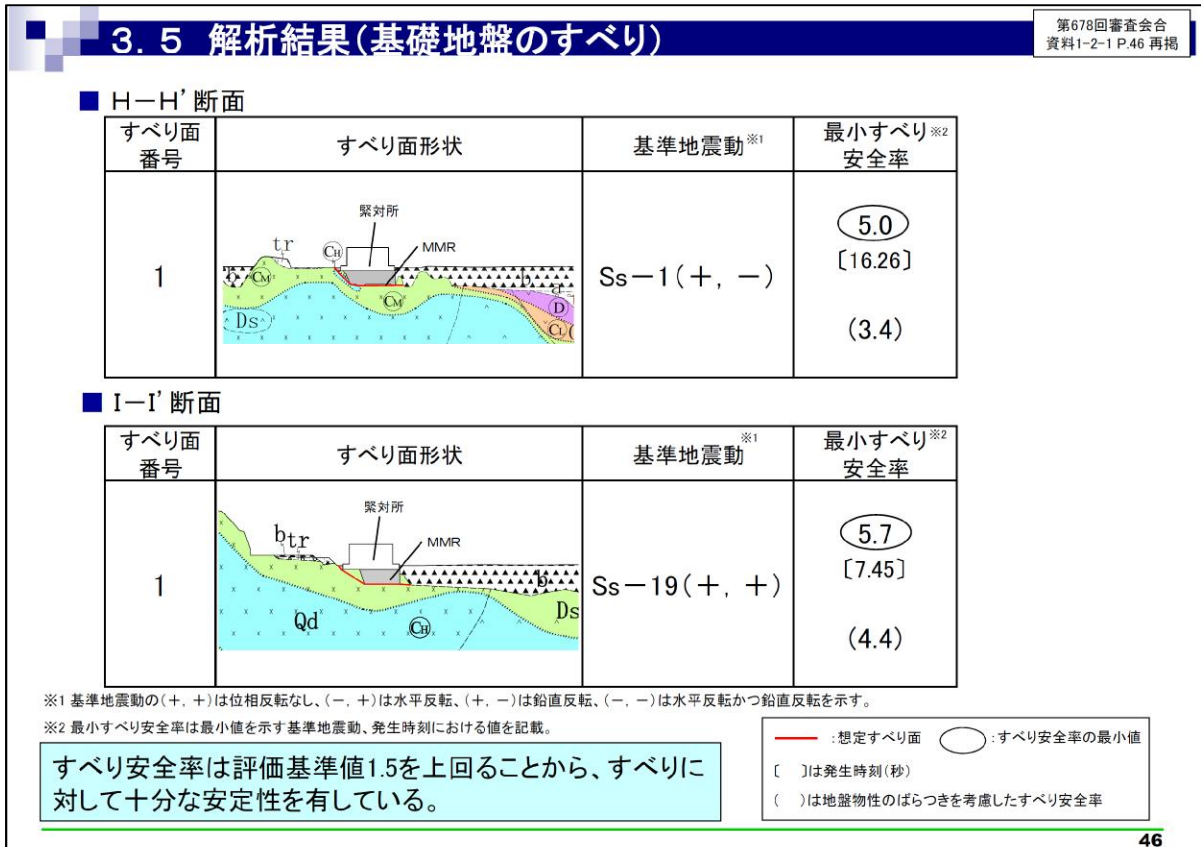 3．5 解析結果(基礎地盤のすべり)
第678回審査会合
資料1-2-1 P.46 再掲
■ H－H’断面
すべり面
番号
すべり面形状
基準地震動※1
最小すべり※2
安全率
1
緊対所
tr
CH
MMR
b
CM
b
a
CM
D
Ds
CL
Ss－1(＋, －)
5.0
[16.26]
(3.4)
■ I－I’断面
すべり面
番号
すべり面形状
基準地震動※1
最小すべり※2
安全率
1
緊対所
btr
MMR
b
Ds
Qd
CH
Ss－19(＋, ＋)
5.7
[7.45]
(4.4)
※1 基準地震動の(+, +)は位相反転なし、(-, +)は水平反転、(+, -)は鉛直反転、(-, -)は水平反転かつ鉛直反転を示す。
※2 最小すべり安全率は最小値を示す基準地震動、発生時刻における値を記載。
すべり安全率は評価基準値1.5を上回ることから、すべりに
対して十分な安定性を有している。
:想定すべり面 :すべり安全率の最小値
[ ]は発生時刻(秒)
( )は地盤物性のばらつきを考慮したすべり安全率
46